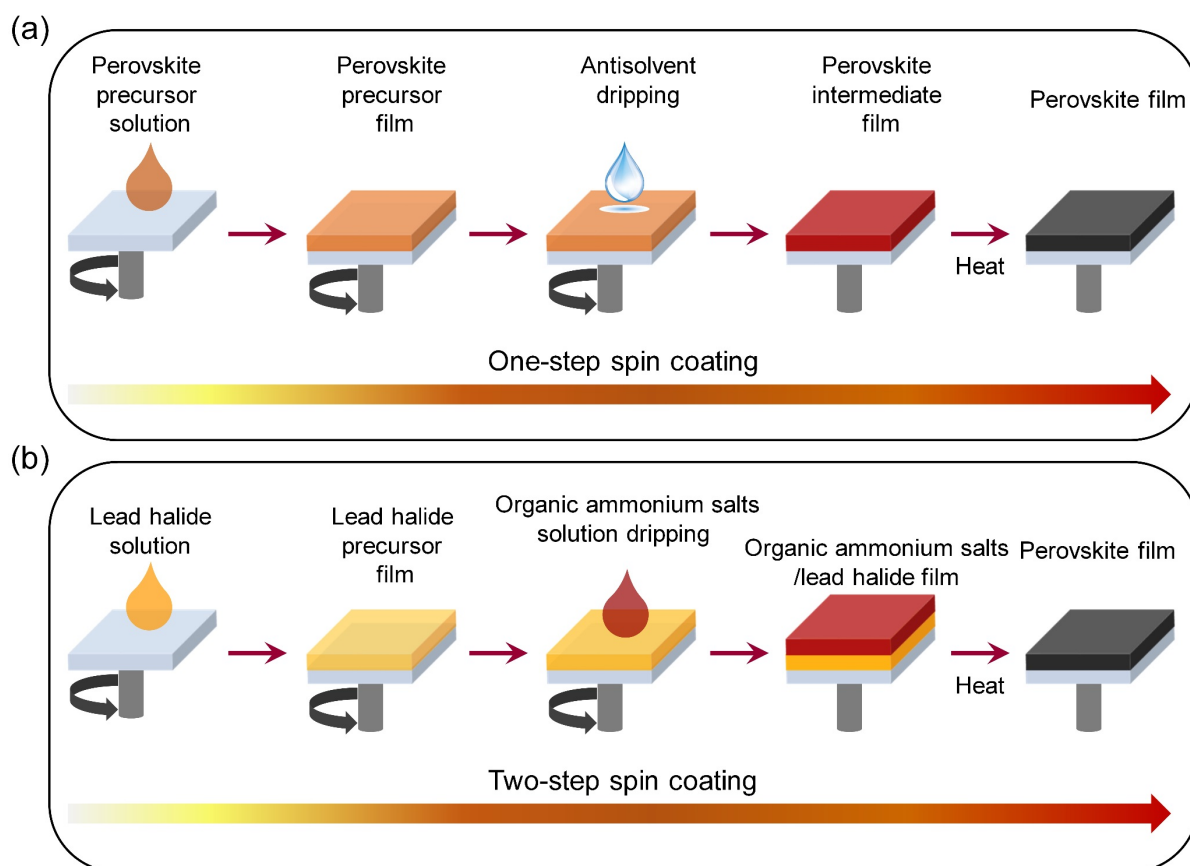 (a)
Perovskite
precursor
solution
Perovskite
precursor
film
Antisolvent
dripping
Perovskite
intermediate
film
Perovskite film
Heat
One-step spin coating
(b)
Lead halide
solution
Lead halide
precursor
film
Organic ammonium salts
solution dripping
Organic ammonium salts
/lead halide film
Perovskite film
Heat
Two-step spin coating